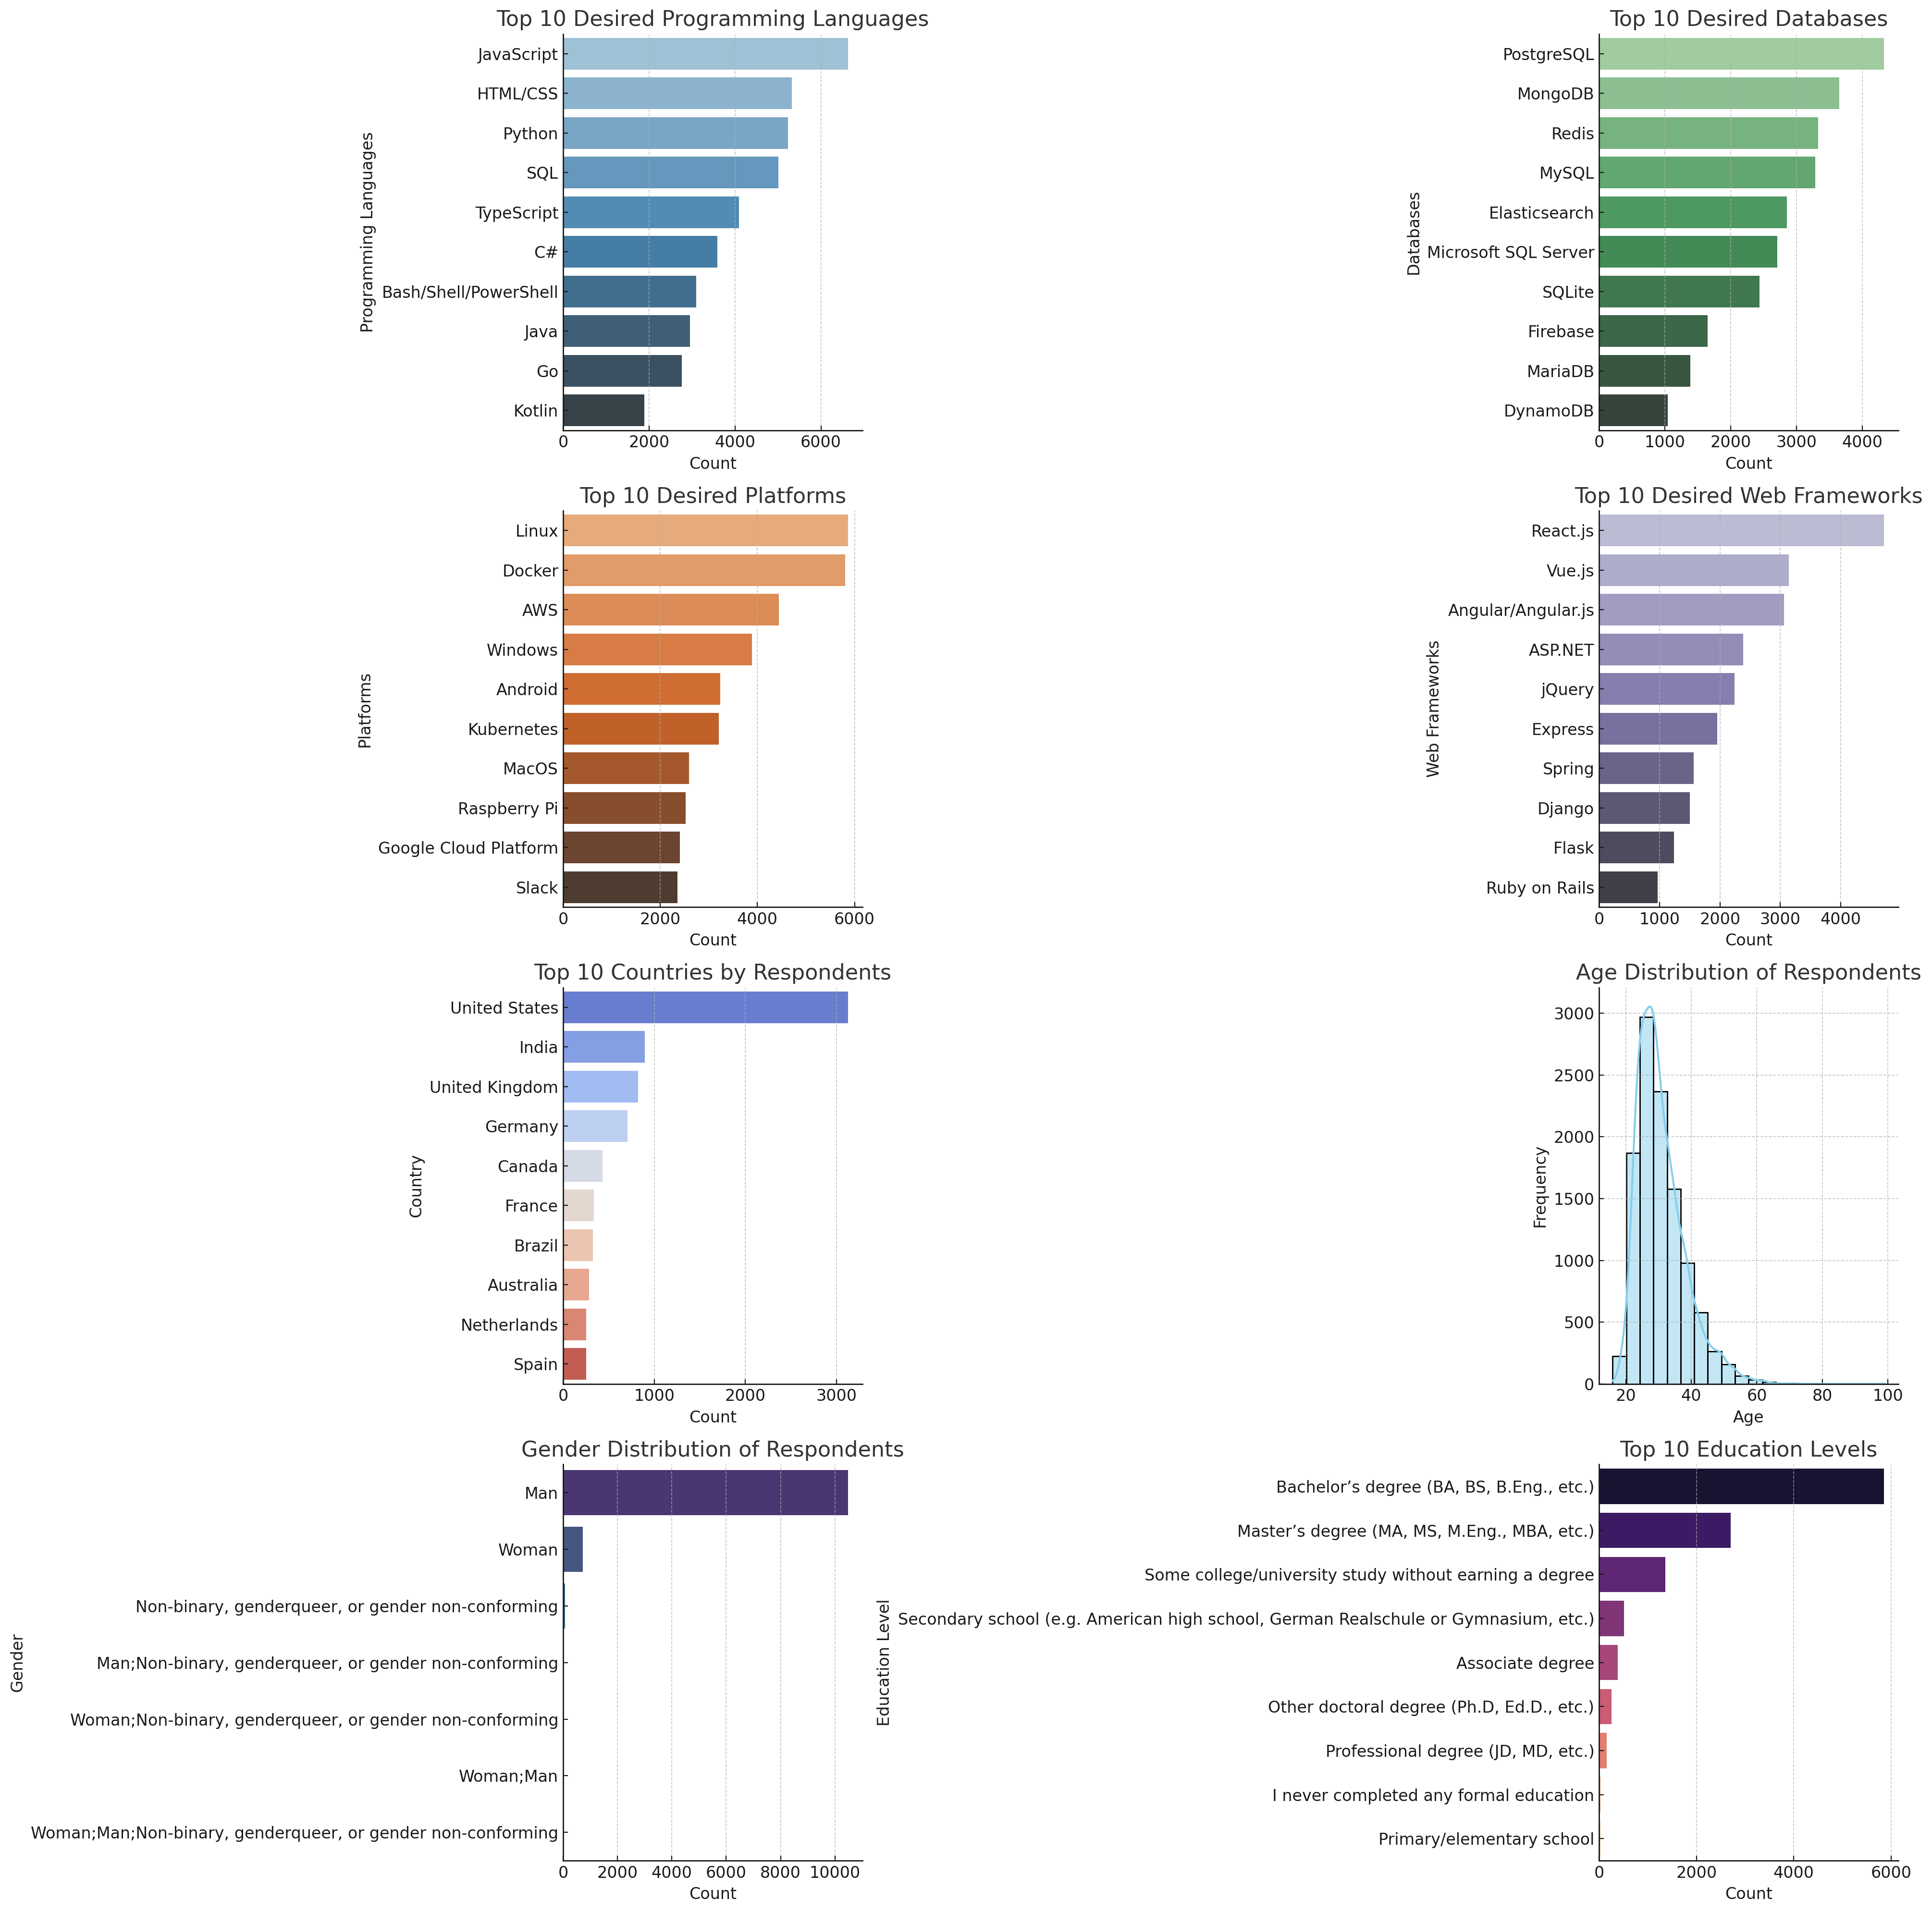 Top 10 Desired Programming Languages
Programming Languages
JavaScript
HTML/CSS
Python
SQL
TypeScript
C#
Bash/Shell/PowerShell
Java
Go
Kotlin
0 2000 4000 6000
Count
Top 10 Desired Databases
Databases
PostgreSQL
MongoDB
Redis
MySQL
Elasticsearch
Microsoft SQL Server
SQLite
Firebase
MariaDB
DynamoDB
0 1000 2000 3000 4000
Count
Top 10 Desired Platforms
Platforms
Linux
Docker
AWS
Windows
Android
Kubernetes
MacOS
Raspberry Pi
Google Cloud Platform
Slack
0 2000 4000 6000
Count
Top 10 Desired Web Frameworks
Web Frameworks
React.js
Vue.js
Angular/Angular.js
ASP.NET
jQuery
Express
Spring
Django
Flask
Ruby on Rails
0 1000 2000 3000 4000
Count
Top 10 Countries by Respondents
Country
United States
India
United Kingdom
Germany
Canada
France
Brazil
Australia
Netherlands
Spain
0 1000 2000 3000
Count
Age Distribution of Respondents
Frequency
3000
2500
2000
1500
1000
500
0
20 40 60 80 100
Age
Gender Distribution of Respondents
Gender
Man
Woman
Non-binary, genderqueer, or gender non-conforming
Man;Non-binary, genderqueer, or gender non-conforming
Woman;Non-binary, genderqueer, or gender non-conforming
Woman;Man
Woman;Man;Non-binary, genderqueer, or gender non-conforming
0 2000 4000 6000 8000 10000
Count
Top 10 Education Levels
Education Level
Bachelor’s degree (BA, BS, B.Eng., etc.)
Master’s degree (MA, MS, M.Eng., MBA, etc.)
Some college/university study without earning a degree
Secondary school (e.g. American high school, German Realschule or Gymnasium, etc.)
Associate degree
Other doctoral degree (Ph.D, Ed.D., etc.)
Professional degree (JD, MD, etc.)
I never completed any formal education
Primary/elementary school
0 2000 4000 6000
Count